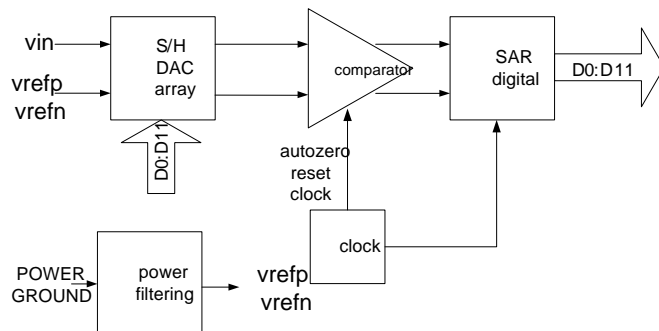 vin
vrefp
vrefn
S/H
DAC
array
D0:D11
comparator
autozero
reset
clock
SAR
digital
D0:D11
clock
POWER
GROUND
power
filtering
vrefp
vrefn